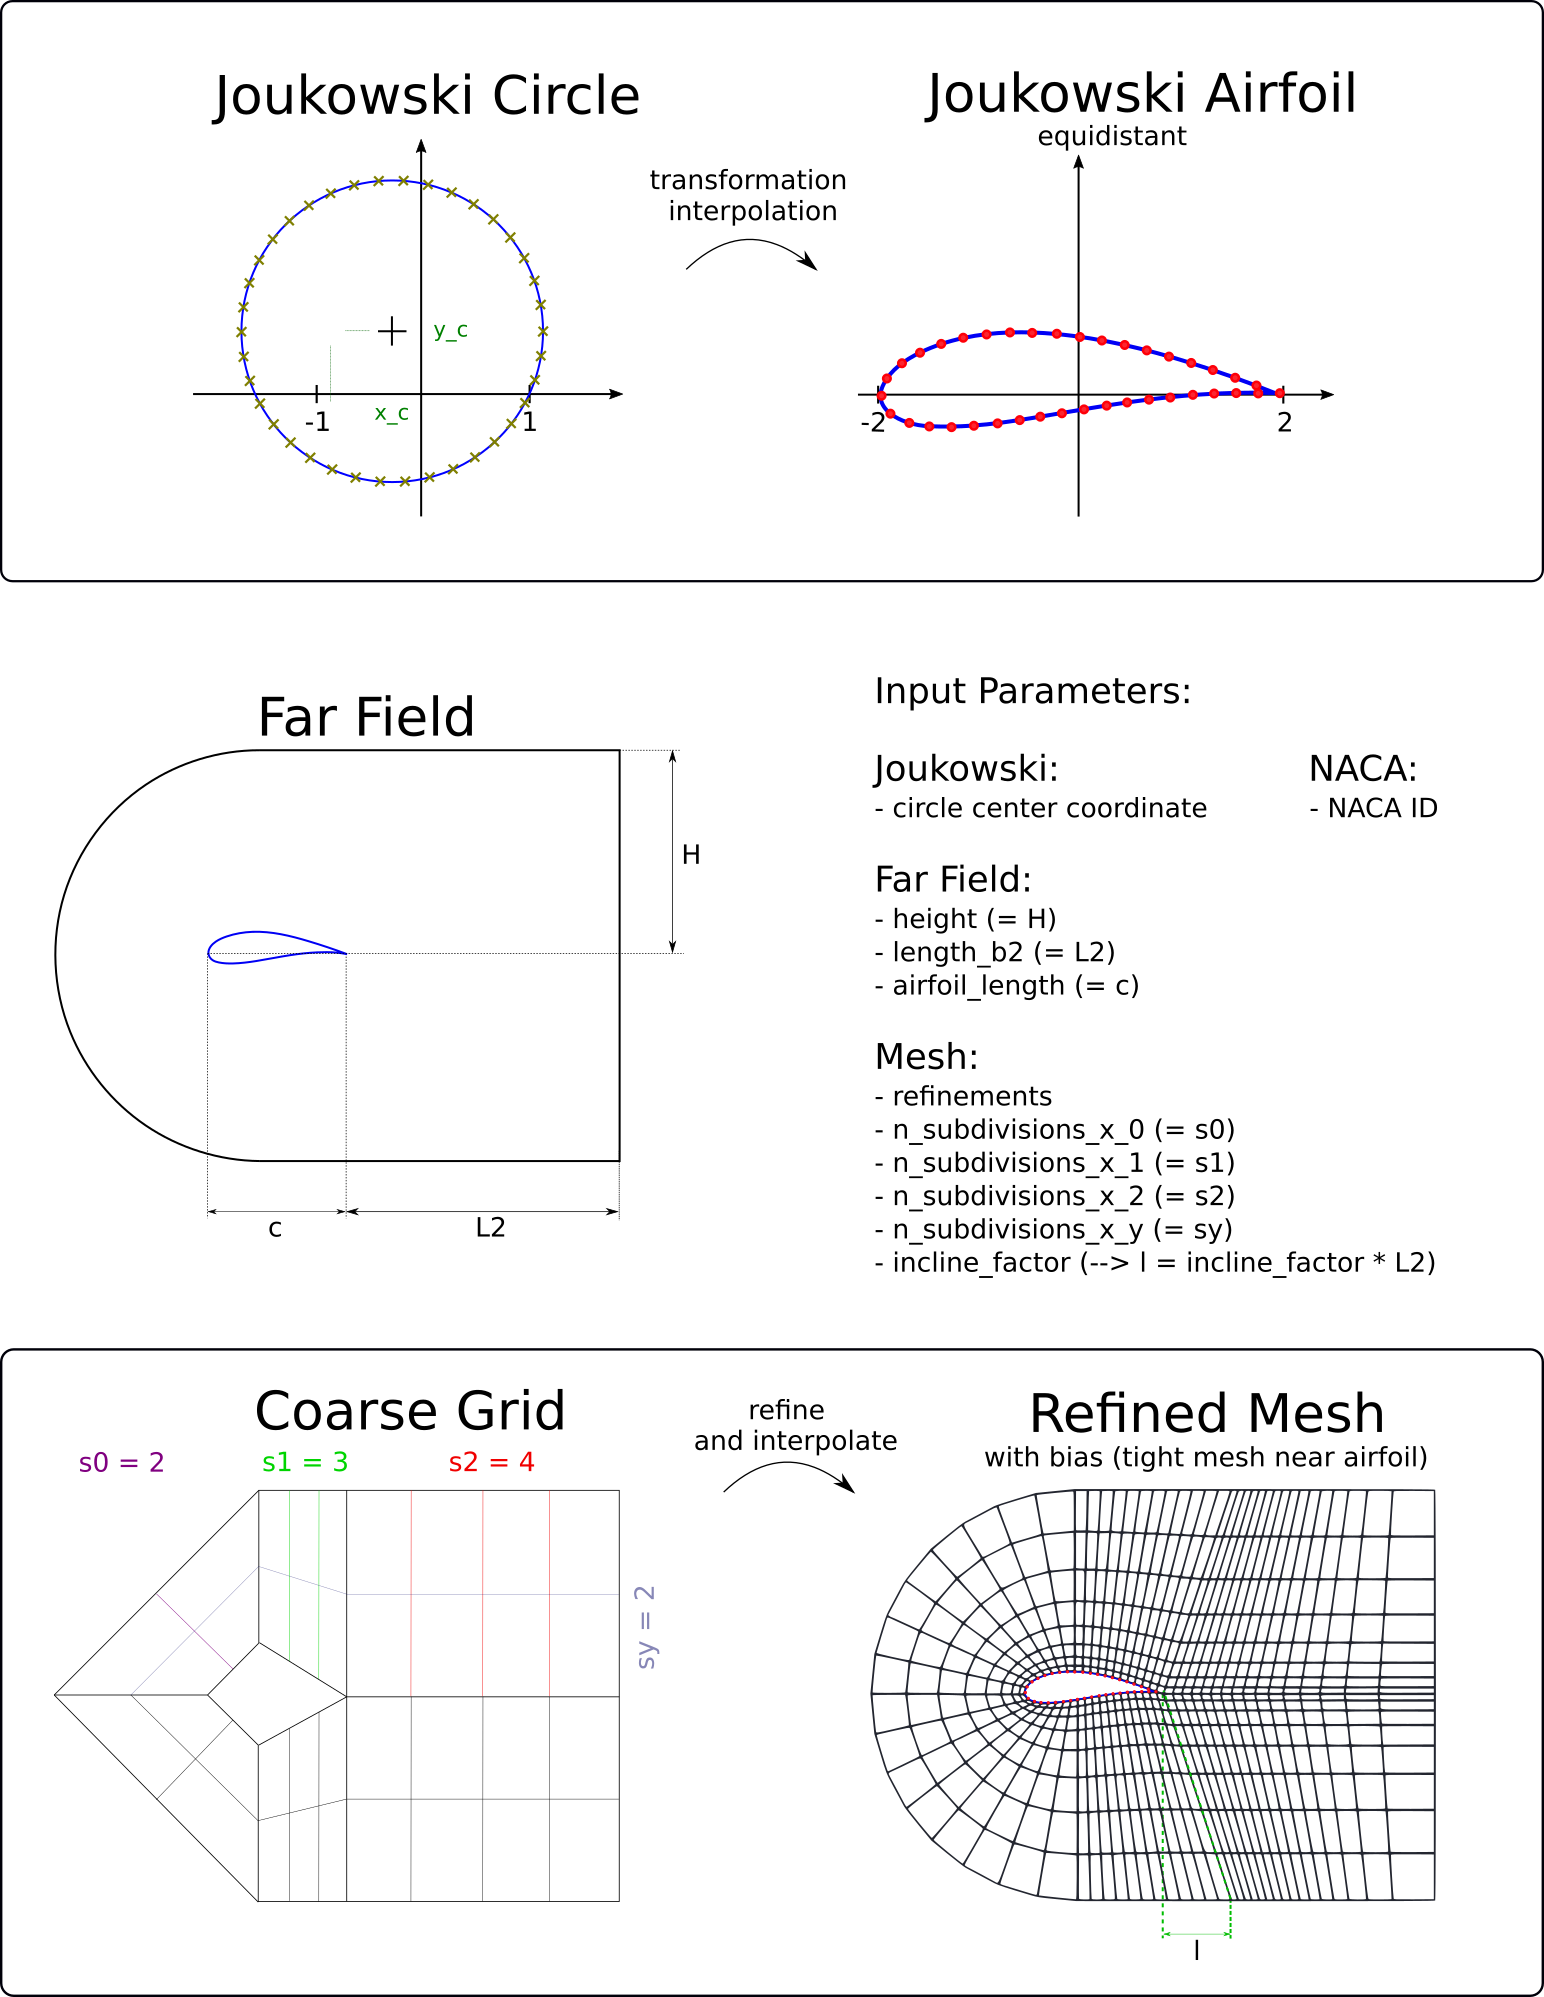 Joukowski Circle
Joukowski Airfoil
equidistant
transformation
interpolation
y_c
x_c
-1
1
-2
2
Far Field
H
c
L2
Input Parameters:
Joukowski:
- circle center coordinate
NACA:
- NACA ID
Far Field:
- height (= H)
- length_b2 (= L2)
- airfoil_length (= c)
Mesh:
- refinements
- n_subdivisions_x_0 (= s0)
- n_subdivisions_x_1 (= s1)
- n_subdivisions_x_2 (= s2)
- n_subdivisions_x_y (= sy)
- incline_factor (--> l = incline_factor * L2)
Coarse Grid
s0 = 2
s1 = 3
s2 = 4
sy = 2
refine
and interpolate
Refined Mesh
with bias (tight mesh near airfoil)
l